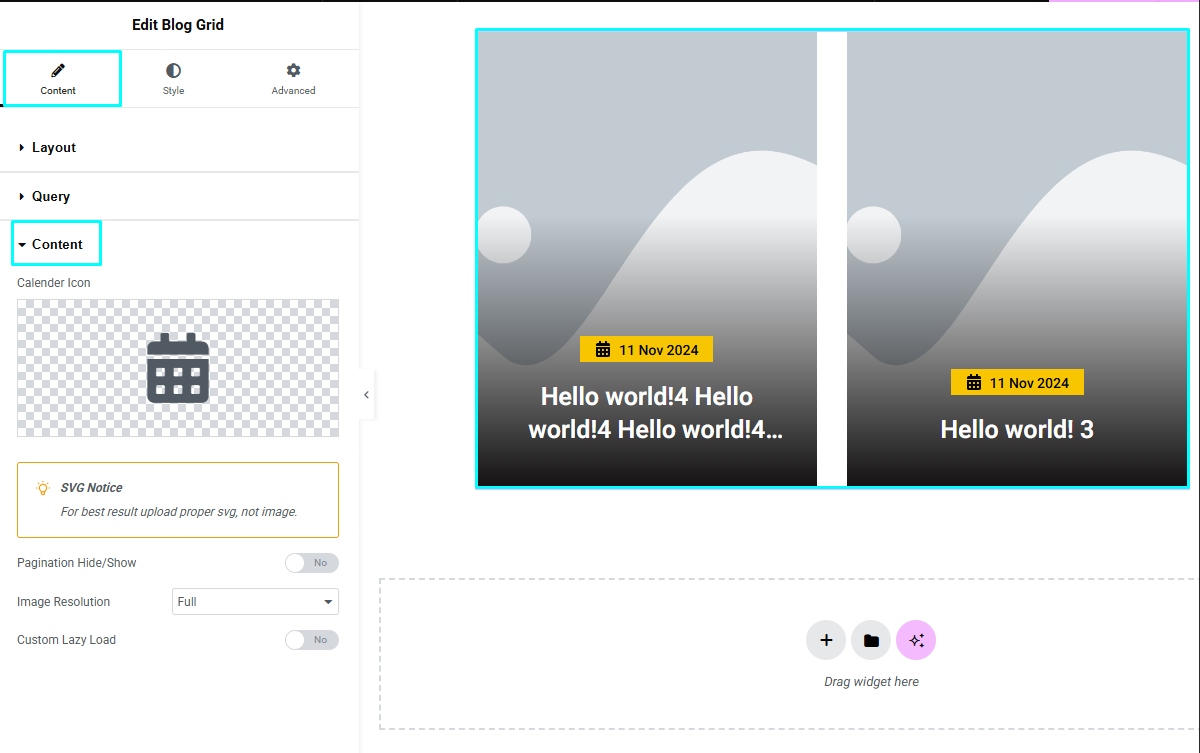 Edit Blog Grid
Content
Style
Advanced
Layout
Query
Content
Calender Icon
SVG Notice
For best result upload proper svg, not image.
Pagination Hide/Show
No
Image Resolution
Full
Custom Lazy Load
No
11 Nov 2024
Hello world!4 Hello
world!4 Hello world!4...
11 Nov 2024
Hello world! 3
Drag widget here